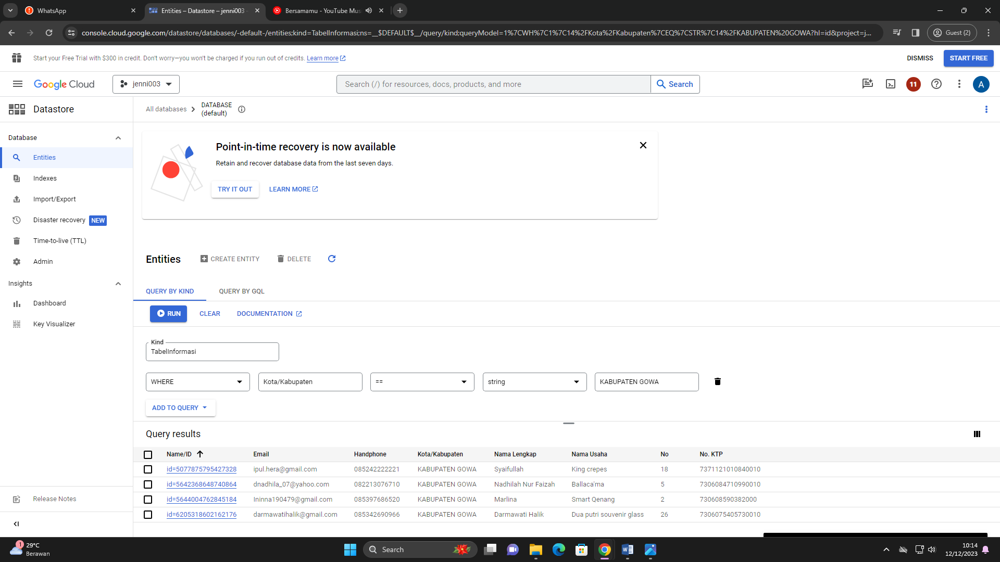 WhatsApp
Entities – Datastore – jenni003 -
Bersamamu - YouTube Mus
console.cloud.google.com/datastore/databases/-default-/entities;kind=TabelInformasi;ns=__$DEFAULT$__/query/kind;queryModel=1%7CWH%7C1%7C14%2FKota%2FKabupaten%7CEQ%7CSTR%7C14%2FKABUPATEN%20GOWA?hl=id&project=j...
Guest (2)
Start your Free Trial with $300 in credit. Don't worry—you won't be charged if you run out of credits. Learn more
DISMISS
START FREE
Google Cloud
jenni003
Search (/) for resources, docs, products, and more
Search
11
A
Datastore
All databases
DATABASE
(default)
Database
Entities
Indexes
Import/Export
Disaster recovery NEW
Time-to-live (TTL)
Admin
Insights
Dashboard
Key Visualizer
Release Notes
Point-in-time recovery is now available
Retain and recover database data from the last seven days.
TRY IT OUT LEARN MORE
Entities CREATE ENTITY DELETE
QUERY BY KIND QUERY BY GQL
RUN CLEAR DOCUMENTATION
Kind
TabelInformasi
WHERE Kota/Kabupaten == string KABUPATEN GOWA
ADD TO QUERY
Query results
Name/ID Email Handphone Kota/Kabupaten Nama Lengkap Nama Usaha No No. KTP
id=5077875795427328 ipul.hera@gmail.com 085242222221 KABUPATEN GOWA Syaifullah King crepes 18 7371121010840010
id=5642368648740864 dnadhila_07@yahoo.com 082213076710 KABUPATEN GOWA Nadhilah Nur Faizah Ballaca'ma 5 7306084710990010
id=5644004762845184 Ininna190479@gmail.com 085397686520 KABUPATEN GOWA Marlina Smart Qenang 2 730608590382000
id=6205318602162176 darmawatihalik@gmail.com 085342690966 KABUPATEN GOWA Darmawati Halik Dua putri souvenir glass 26 7306075405730010
1
29°C
Berawan
Search
10:14
12/12/2023